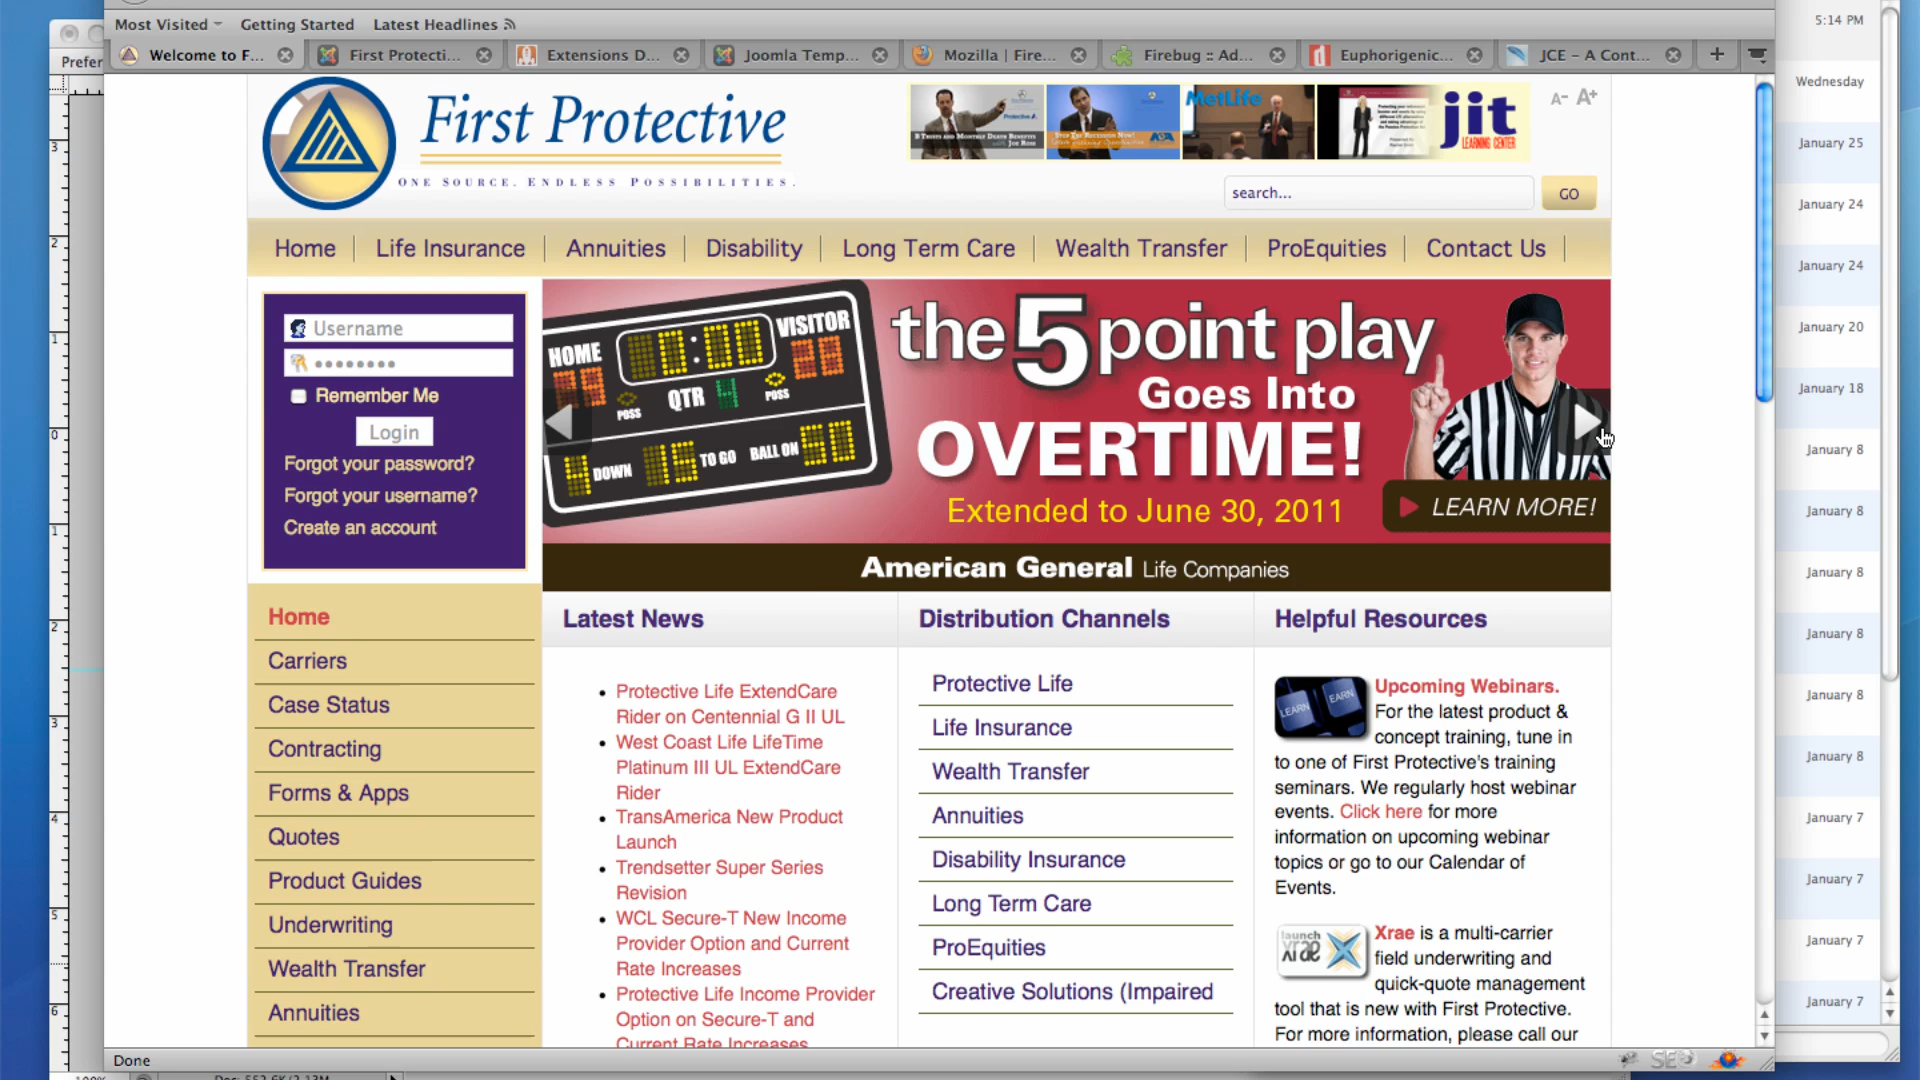 5:14 PM
Most Visited
Getting Started
Latest Headlines
Prefer
Welcome to F...
First Protecti...
Extensions D...
Joomla Temp...
Mozilla | Fire...
Firebug :: Ad...
Euphorigenic...
JCE – A Cont...
First Protective
ONE SOURCE. ENDLESS POSSIBILITIES.
MetLife
jit
LEARNING CENTER
A- A+
search...
GO
Home
Life Insurance
Annuities
Disability
Long Term Care
Wealth Transfer
ProEquities
Contact Us
Username
Remember Me
Login
Forgot your password?
Forgot your username?
Create an account
HOME
VISITOR
POSS
QTR
POSS
DOWN
TO GO
BALL ON
the 5 point play
Goes Into
OVERTIME!
Extended to June 30, 2011
LEARN MORE!
American General Life Companies
Home
Carriers
Case Status
Contracting
Forms & Apps
Quotes
Product Guides
Underwriting
Wealth Transfer
Annuities
Latest News
Protective Life ExtendCare
Rider on Centennial G II UL
West Coast Life LifeTime
Platinum III UL ExtendCare
Rider
TransAmerica New Product
Launch
Trendsetter Super Series
Revision
WCL Secure-T New Income
Provider Option and Current
Rate Increases
Protective Life Income Provider
Option on Secure-T and
Current Rate Increases
Distribution Channels
Protective Life
Life Insurance
Wealth Transfer
Annuities
Disability Insurance
Long Term Care
ProEquities
Creative Solutions (Impaired
Helpful Resources
LEARN
EARN
Upcoming Webinars.
For the latest product &
concept training, tune in
to one of First Protective's training
seminars. We regularly host webinar
events. Click here for more
information on upcoming webinar
topics or go to our Calendar of
Events.
launch
xrae
Xrae is a multi-carrier
field underwriting and
quick-quote management
tool that is new with First Protective.
For more information, please call our
Wednesday
January 25
January 24
January 24
January 20
January 18
January 8
January 8
January 8
January 8
January 8
January 8
January 7
January 7
January 7
January 7
Done